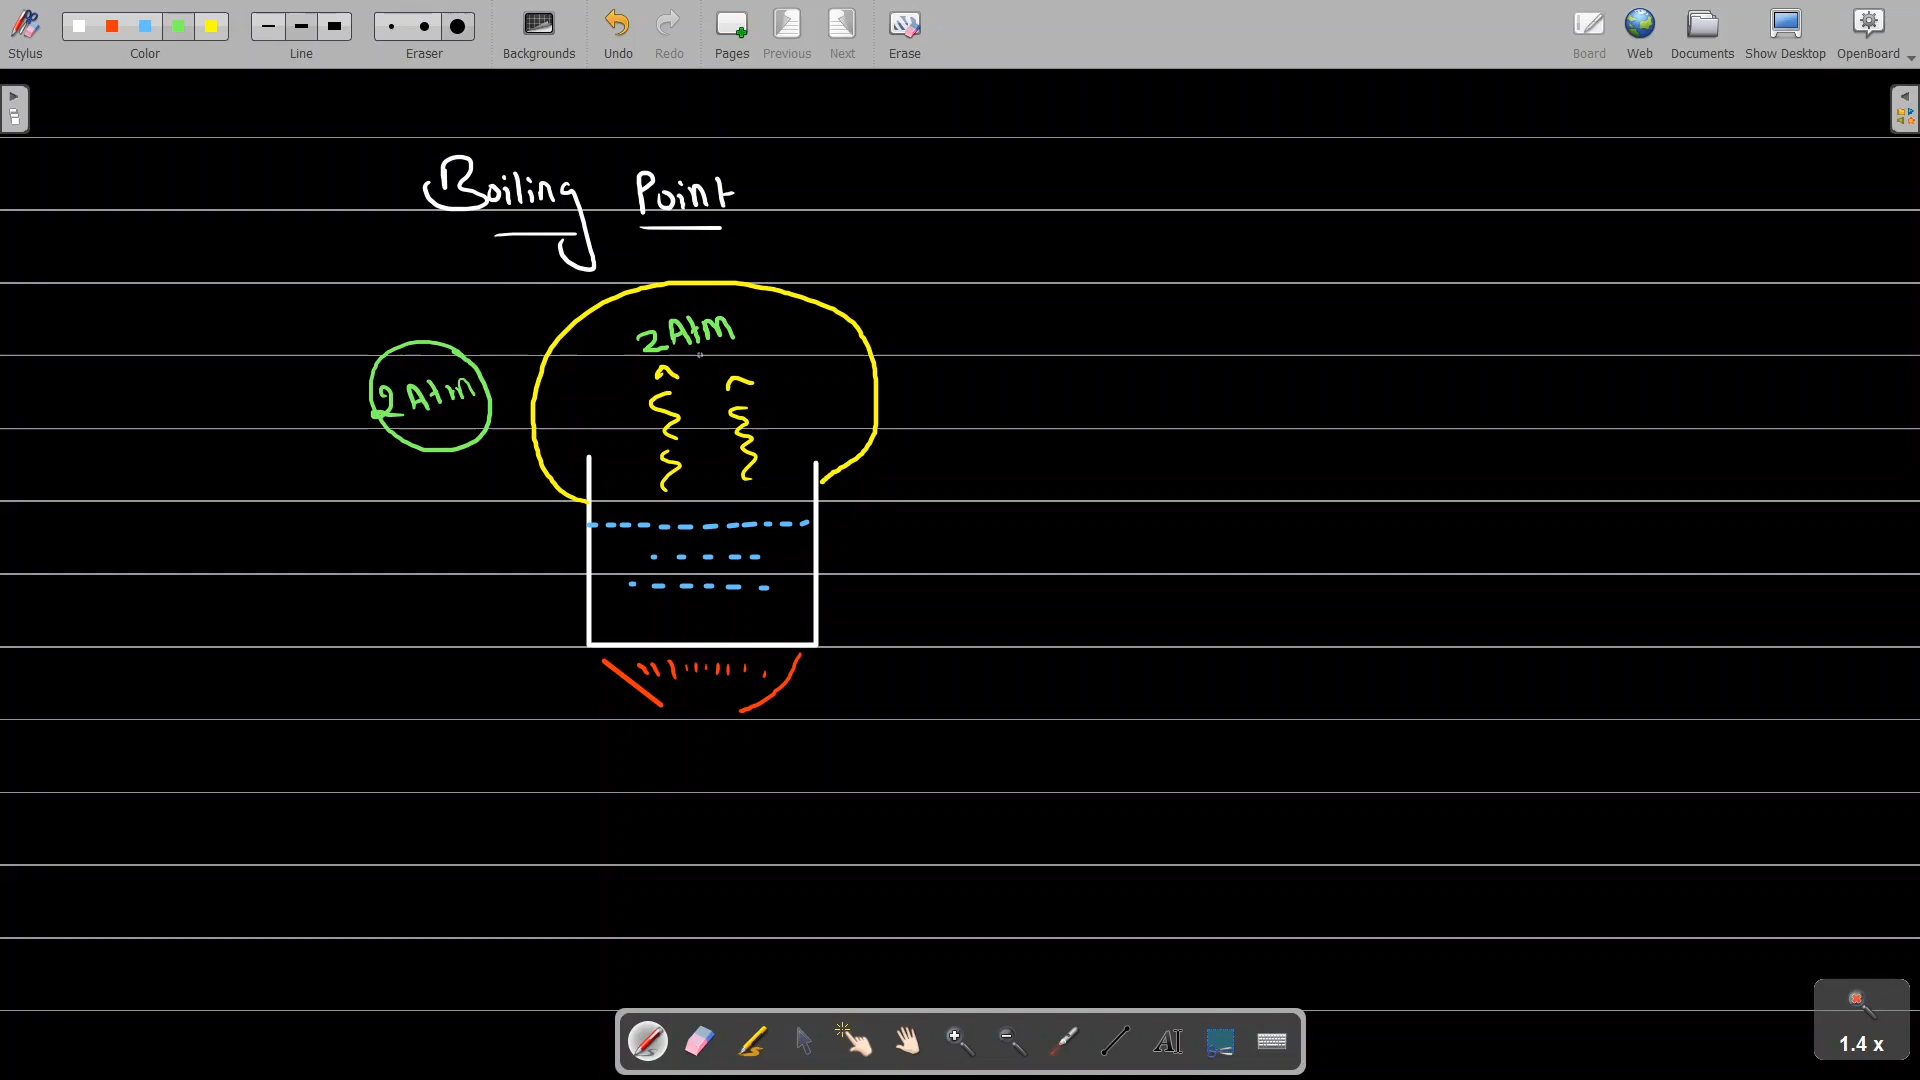 Stylus Color Line Eraser Backgrounds Undo Redo Pages Previous Next Erase Board Web Documents Show Desktop OpenBoard
Boiling Point
2 Atm
2 Atm
AI
1.4 x